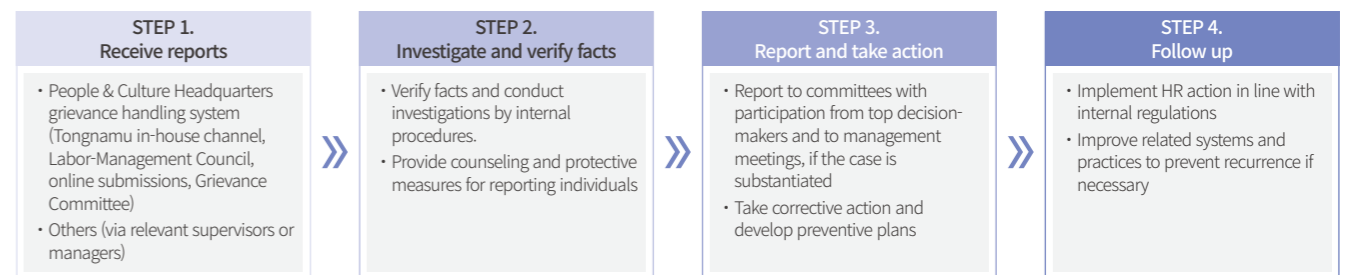 STEP 1.
Receive reports
・People & Culture Headquarters
grievance handling system
(Tongnamu in-house channel,
Labor-Management Council,
online submissions, Grievance
Committee)
・Others (via relevant supervisors or
managers)
STEP 2.
Investigate and verify facts
・Verify facts and conduct
investigations by internal
procedures.
・Provide counseling and protective
measures for reporting individuals
STEP 3.
Report and take action
・Report to committees with
participation from top decision-
makers and to management
meetings, if the case is
substantiated
・Take corrective action and
develop preventive plans
STEP 4.
Follow up
・Implement HR action in line with
internal regulations
・Improve related systems and
practices to prevent recurrence if
necessary